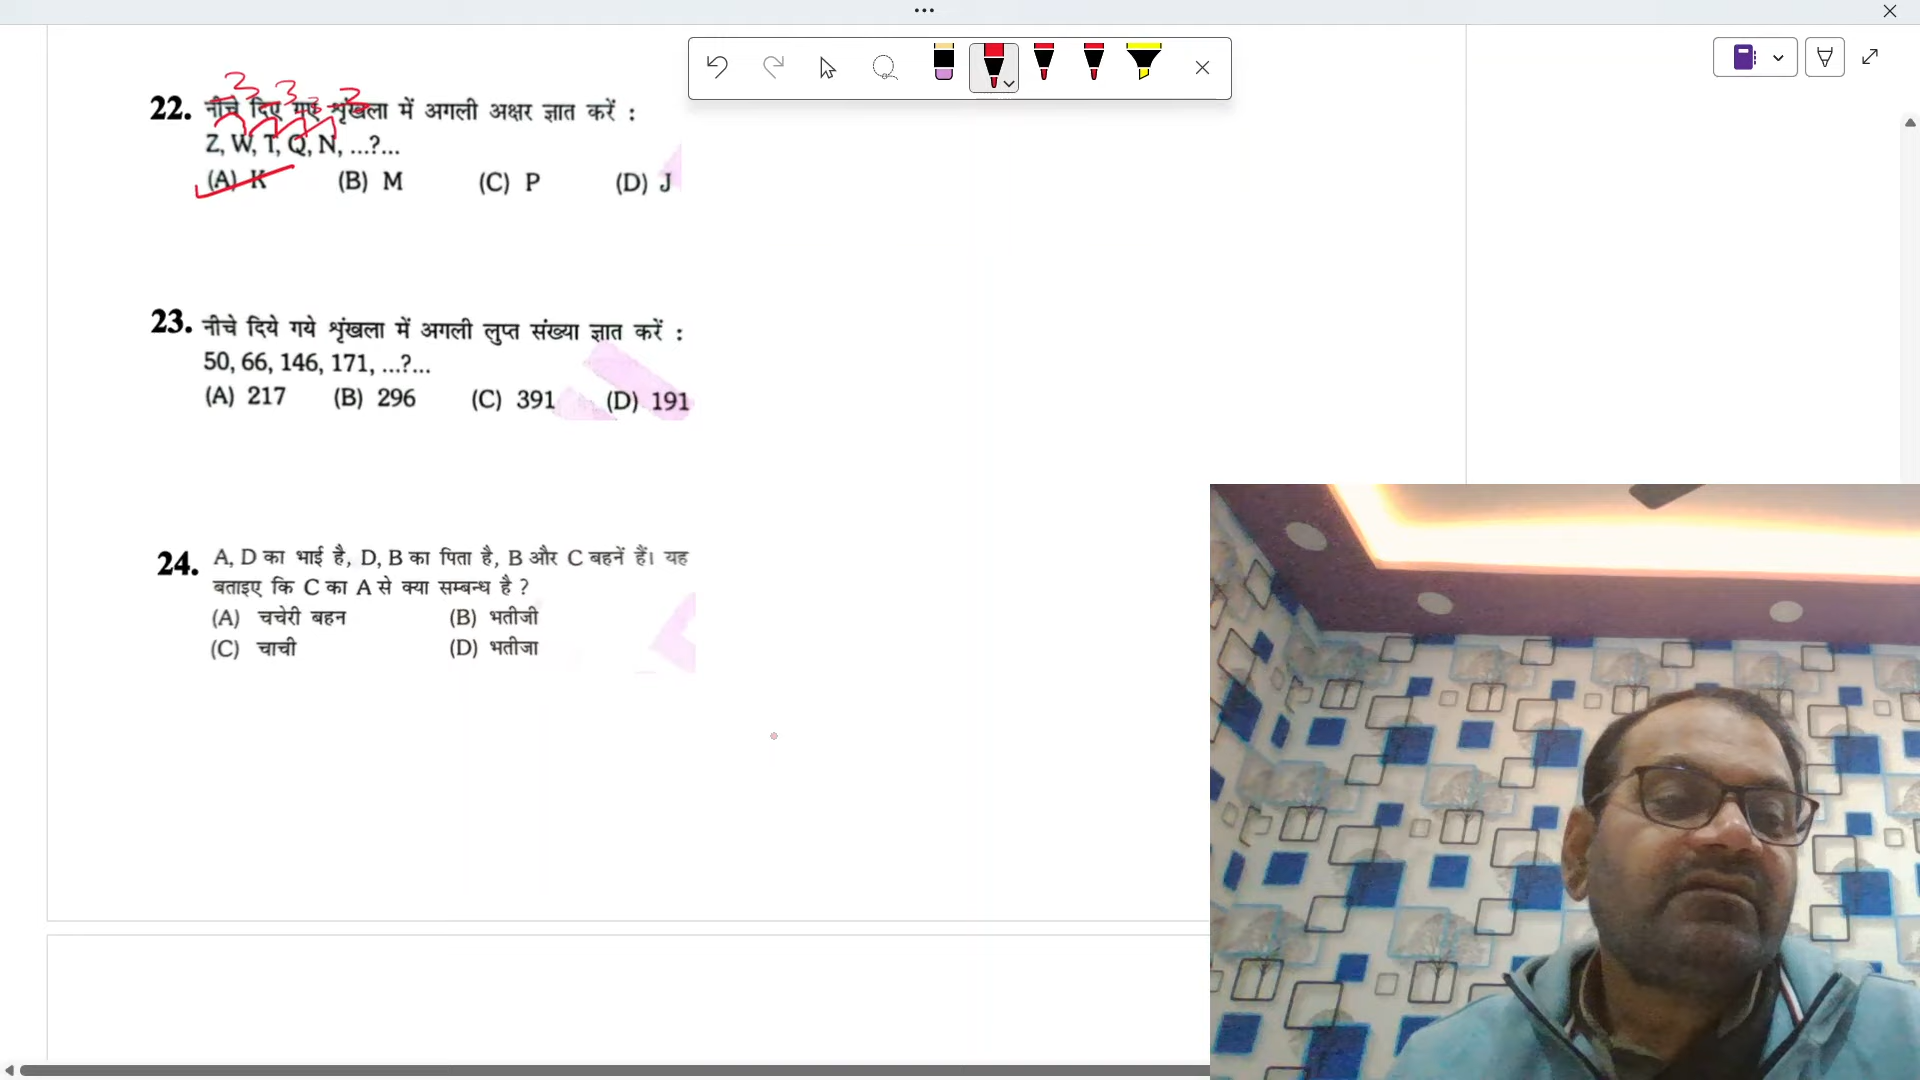 22. नीचे दिए गए शृंखला में अगली अक्षर ज्ञात करें :
Z, W, T, Q, N, ...?...
(A) K (B) M (C) P (D) J
23. नीचे दिये गये शृंखला में अगली लुप्त संख्या ज्ञात करें :
50, 66, 146, 171, ...?...
(A) 217 (B) 296 (C) 391 (D) 191
24. A, D का भाई है, D, B का पिता है, B और C बहनें हैं। यह
बताइए कि C का A से क्या सम्बन्ध है ?
(A) चचेरी बहन (B) भतीजी
(C) चाची (D) भतीजा